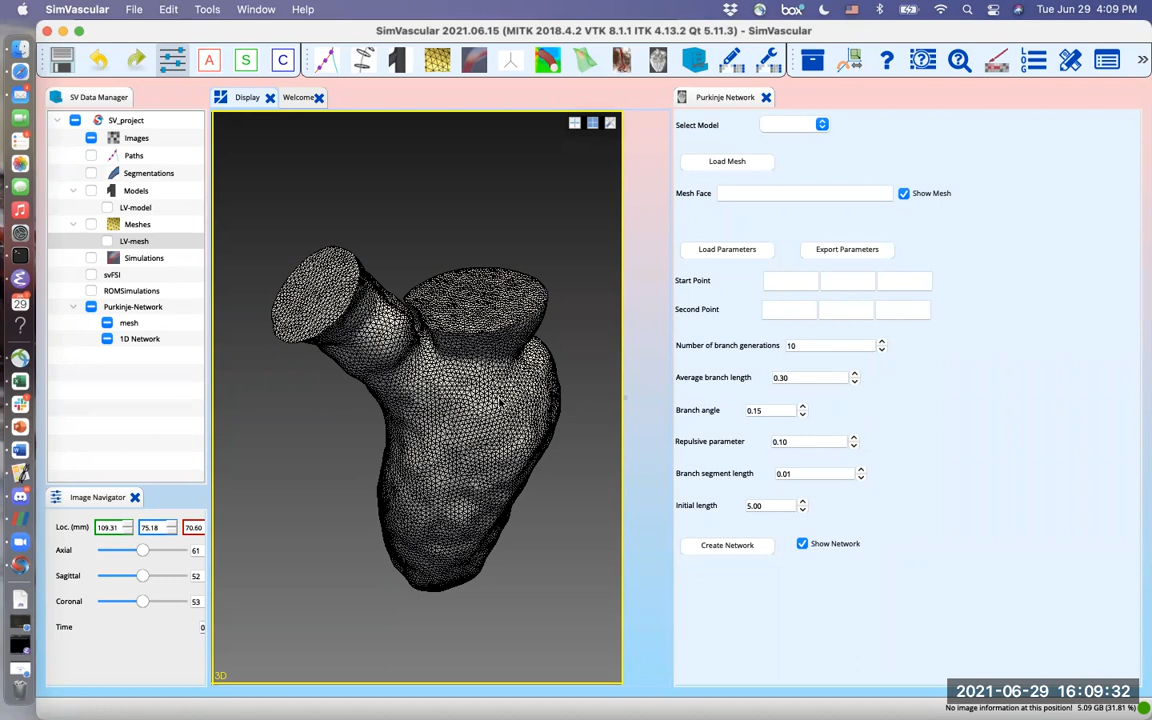 SimVascular File Edit Tools Window Help
box Tue Jun 29 4:09 PM
SimVascular 2021.06.15 (MITK 2018.4.2 VTK 8.1.1 ITK 4.13.2 Qt 5.11.3) - SimVascular
A S C
SV Data Manager
Display
Welcome
Purkinje Network
SV_project
Images
Paths
Segmentations
Models
LV-model
Meshes
LV-mesh
Simulations
svFSI
ROMSimulations
Purkinje-Network
mesh
1D Network
Image Navigator
Loc. (mm) 109.31 75.18 70.60
Axial 61
Sagittal 52
Coronal 53
Time 0
3D
Select Model
Load Mesh
Mesh Face Show Mesh
Load Parameters Export Parameters
Start Point
Second Point
Number of branch generations 10
Average branch length 0.30
Branch angle 0.15
Repulsive parameter 0.10
Branch segment length 0.01
Initial length 5.00
Create Network Show Network
2021-06-29 16:09:32
No image information at this position! 5.09 GB (31.81 %)